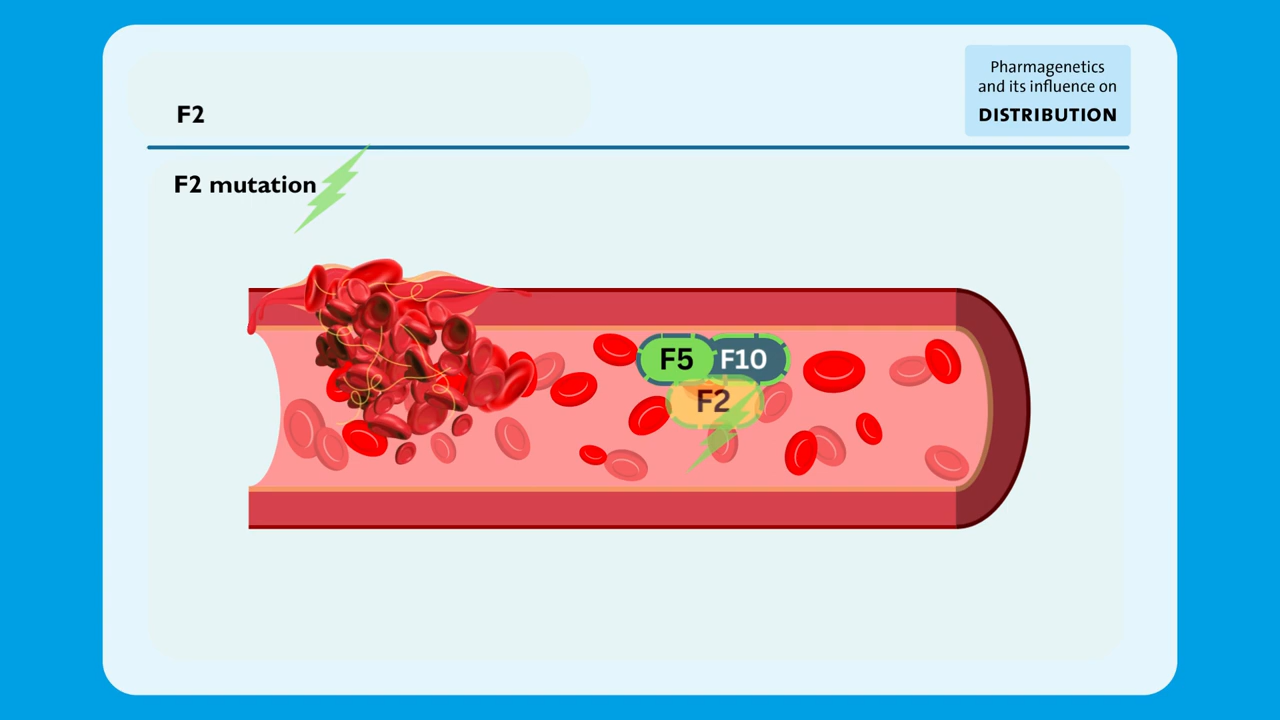 F2
Pharmagenetics
and its influence on
DISTRIBUTION
F2 mutation
F5
F10
F2